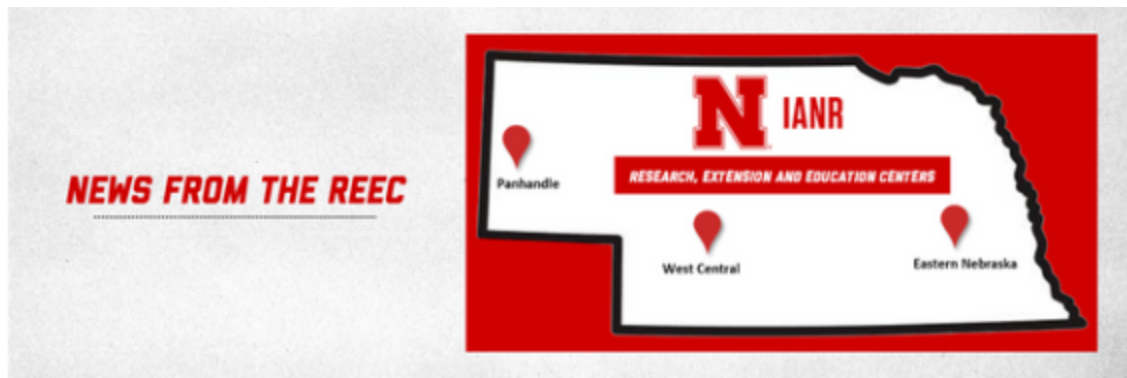 NEWS FROM THE REEC
N IANR
RESEARCH, EXTENSION AND EDUCATION CENTERS
Panhandle
West Central
Eastern Nebraska